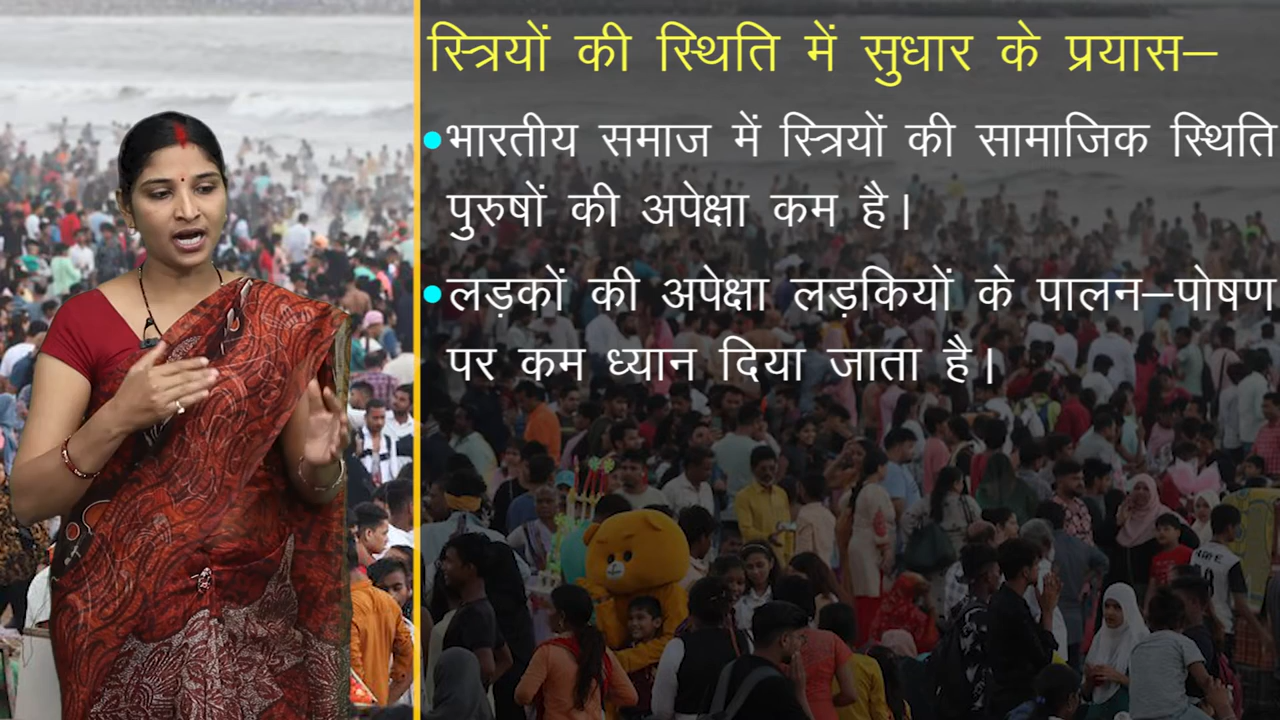 स्त्रियों की स्थिति में सुधार के प्रयास–
•भारतीय समाज में स्त्रियों की सामाजिक स्थिति
पुरुषों की अपेक्षा कम है।
•लड़कों की अपेक्षा लड़कियों के पालन–पोषण
पर कम ध्यान दिया जाता है।